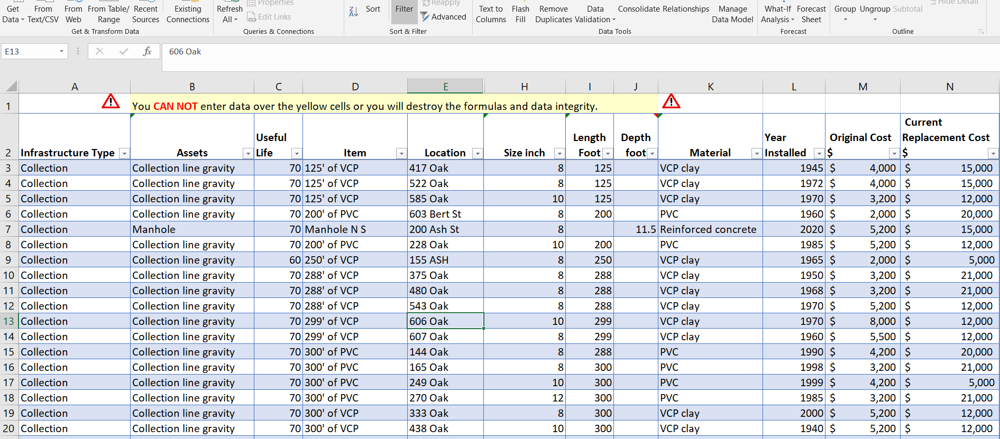 Properties Reapply Hide Detail
Get From From From Table/ Recent Existing Refresh Sort Filter Text to Flash Remove Data Consolidate Relationships Manage What-If Forecast Group Ungroup Subtotal
Data Text/CSV Web Range Sources Connections All Edit Links Advanced Columns Fill Duplicates Validation Data Model Analysis Sheet
Get & Transform Data Queries & Connections Sort & Filter Data Tools Forecast Outline
E13 fx 606 Oak
A B C D E H I J K L M N
1 You CAN NOT enter data over the yellow cells or you will destroy the formulas and data integrity.
Current
Useful Length Depth Year Original Cost Replacement Cost
2 Infrastructure Type Assets Life Item Location Size inch Foot foot Material Installed $ $
3 Collection Collection line gravity 70 125' of VCP 417 Oak 8 125 VCP clay 1945 $ 4,000 $ 15,000
4 Collection Collection line gravity 70 125' of VCP 522 Oak 8 125 VCP clay 1972 $ 4,000 $ 15,000
5 Collection Collection line gravity 70 125' of VCP 585 Oak 10 125 VCP clay 1970 $ 3,200 $ 12,000
6 Collection Collection line gravity 70 200' of PVC 603 Bert St 8 200 PVC 1960 $ 2,000 $ 20,000
7 Collection Manhole 70 Manhole N S 200 Ash St 8 11.5 Reinforced concrete 2020 $ 5,200 $ 15,000
8 Collection Collection line gravity 70 200' of PVC 228 Oak 10 200 PVC 1985 $ 5,200 $ 12,000
9 Collection Collection line gravity 60 250' of VCP 155 ASH 8 250 VCP clay 1965 $ 2,000 $ 5,000
10 Collection Collection line gravity 70 288' of VCP 375 Oak 8 288 VCP clay 1950 $ 3,200 $ 21,000
11 Collection Collection line gravity 70 288' of VCP 480 Oak 8 288 VCP clay 1968 $ 3,200 $ 21,000
12 Collection Collection line gravity 70 288' of VCP 543 Oak 8 288 VCP clay 1970 $ 5,200 $ 12,000
13 Collection Collection line gravity 70 299' of VCP 606 Oak 10 299 VCP clay 1970 $ 8,000 $ 12,000
14 Collection Collection line gravity 70 299' of VCP 607 Oak 8 299 VCP clay 1960 $ 5,500 $ 12,000
15 Collection Collection line gravity 70 300' of PVC 144 Oak 8 288 PVC 1990 $ 4,200 $ 20,000
16 Collection Collection line gravity 70 300' of PVC 165 Oak 8 300 PVC 1998 $ 3,200 $ 21,000
17 Collection Collection line gravity 70 300' of PVC 249 Oak 10 300 PVC 1999 $ 4,200 $ 5,000
18 Collection Collection line gravity 70 300' of PVC 270 Oak 12 300 PVC 1985 $ 3,200 $ 21,000
19 Collection Collection line gravity 70 300' of VCP 333 Oak 8 300 VCP clay 2000 $ 5,200 $ 12,000
20 Collection Collection line gravity 70 300' of VCP 438 Oak 10 300 VCP clay 1940 $ 5,200 $ 12,000